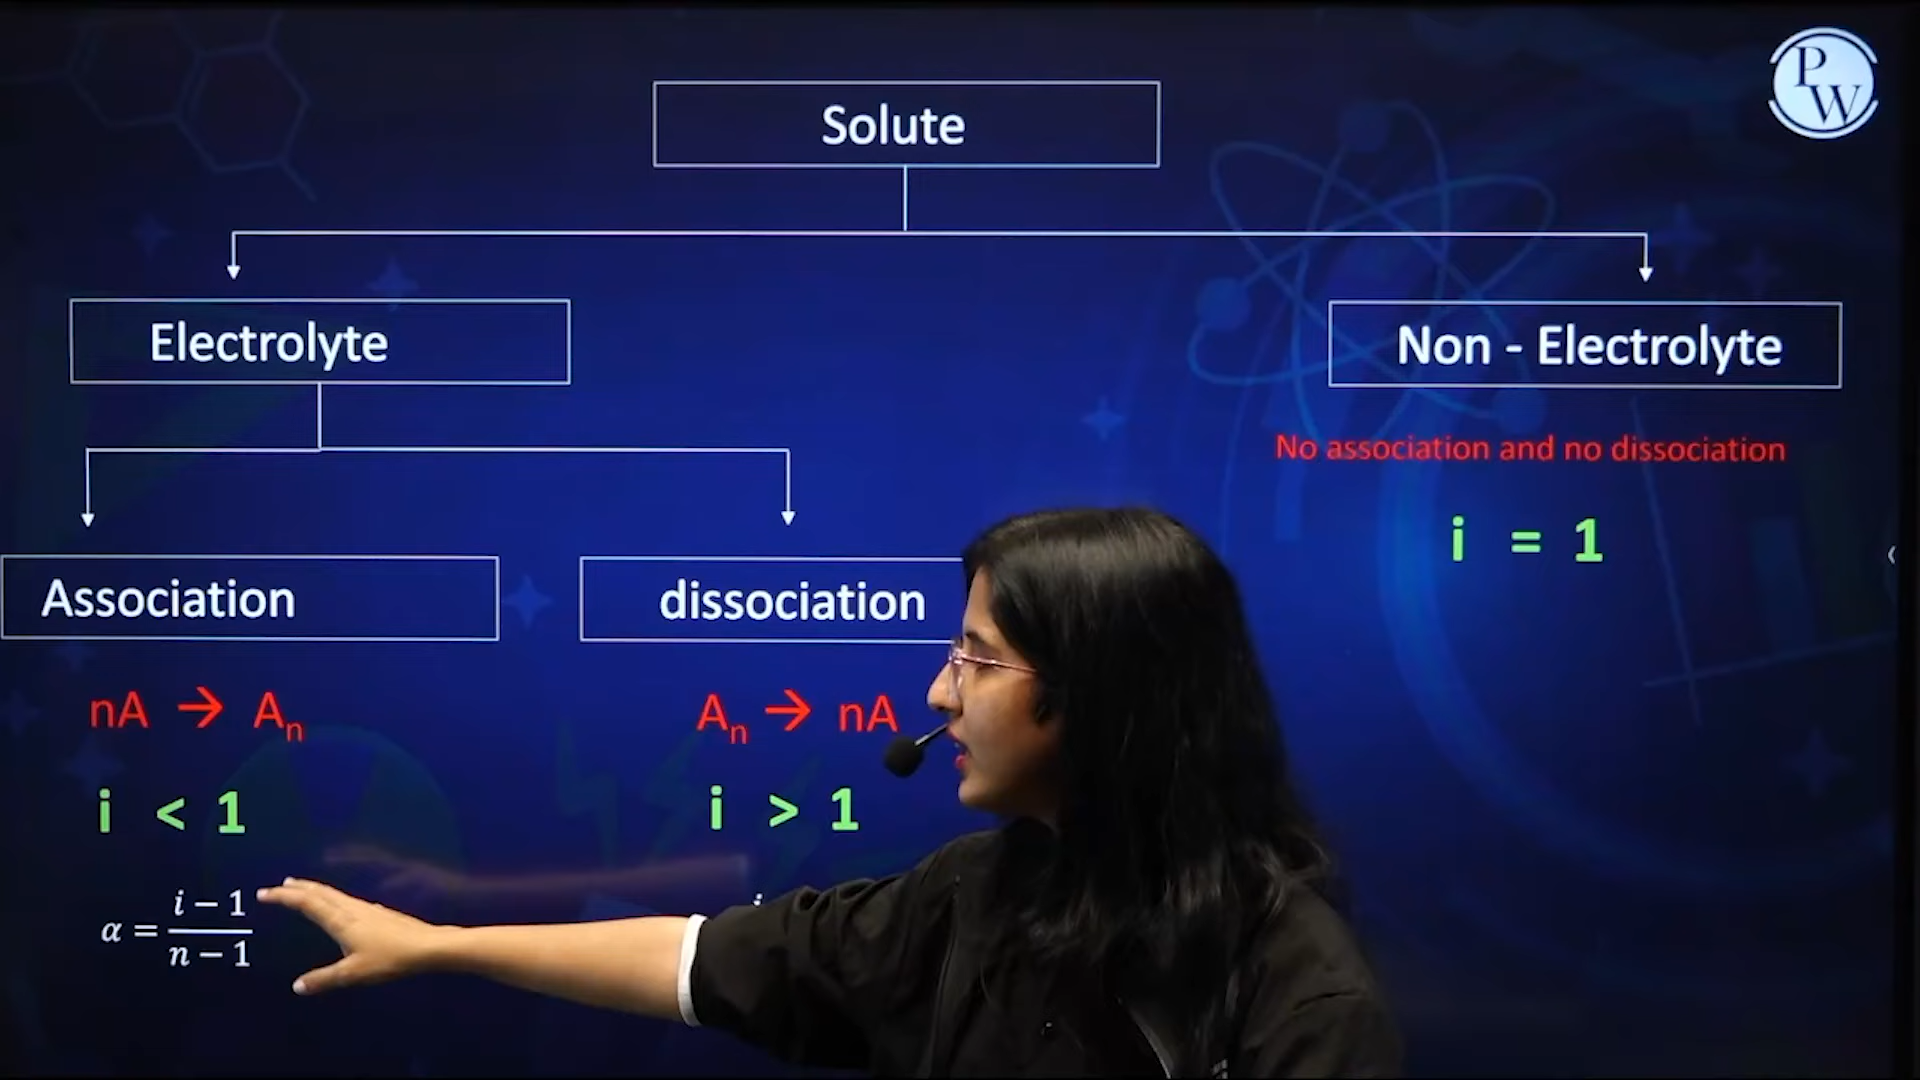 PW
Solute
Electrolyte
Non - Electrolyte
No association and no dissociation
i = 1
Association
dissociation
nA → Aₙ
Aₙ → nA
i < 1
i > 1
α = (i − 1)/(n − 1)